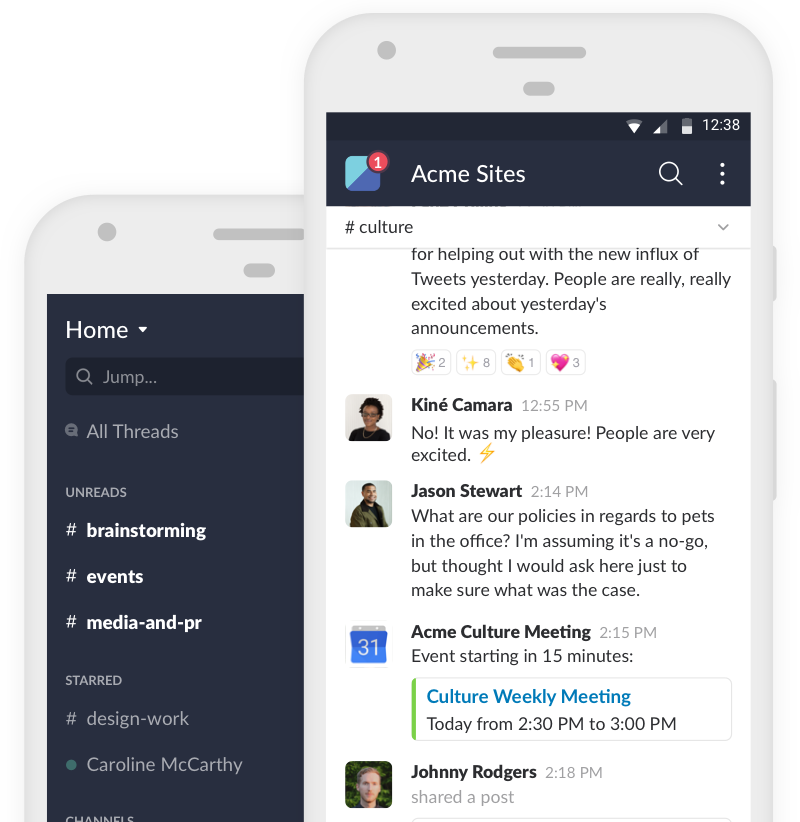 Home
Jump...
All Threads
UNREADS
# brainstorming
# events
# media-and-pr
STARRED
# design-work
Caroline McCarthy
CHANNELS
12:38
1
Acme Sites
# culture
for helping out with the new influx of
Tweets yesterday. People are really, really
excited about yesterday's
announcements.
2 8 1 3
Kiné Camara 12:55 PM
No! It was my pleasure! People are very
excited.
Jason Stewart 2:14 PM
What are our policies in regards to pets
in the office? I'm assuming it's a no-go,
but thought I would ask here just to
make sure what was the case.
31
Acme Culture Meeting 2:15 PM
Event starting in 15 minutes:
Culture Weekly Meeting
Today from 2:30 PM to 3:00 PM
Johnny Rodgers 2:18 PM
shared a post